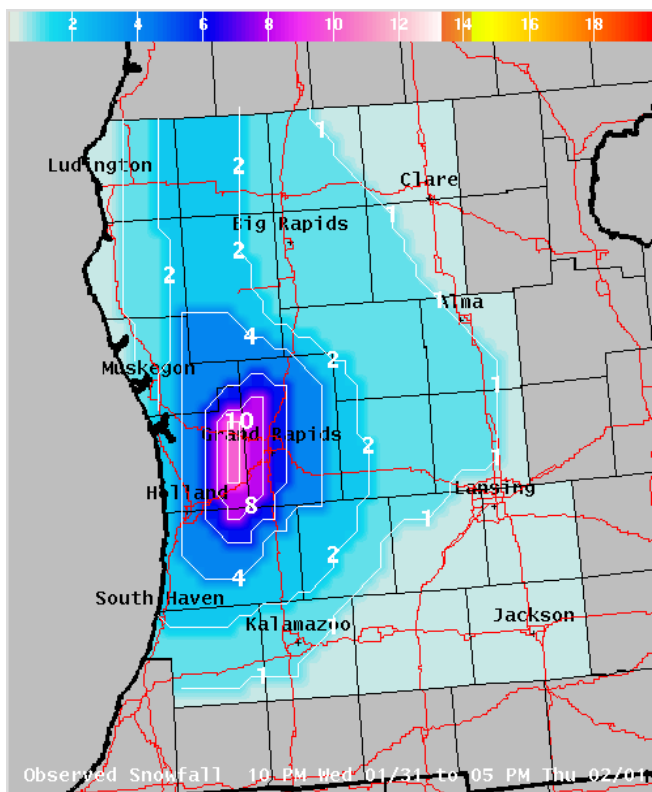 2 4 6 8 10 12 14 16 18
1
Ludington
2
Clare
1
Big Rapids
2
2
1
Alma
4
2
Muskegon
1
10
Grand Rapids
2
1
Holland
Lansing
8
1
2
4
South Haven
Kalamazoo
1
Jackson
1
Observed Snowfall 10 PM Wed 01/31 to 05 PM Thu 02/01